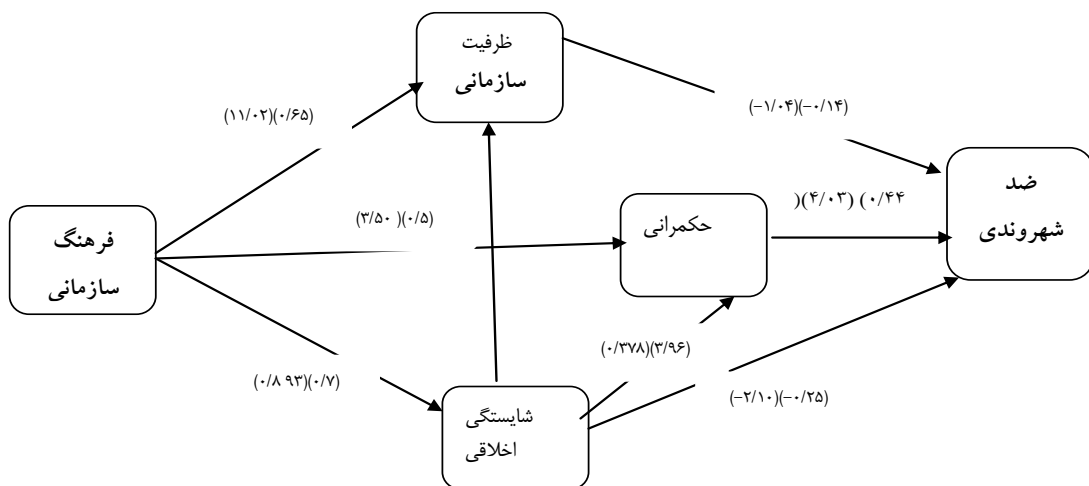 ظرفیت
سازمانی
(۱۱/۰۲)(۰/۶۵)
(-۱/۰۴)(-۰/۱۴)
ضد
شهروندی
)(۴/۰۳) (۰/۴۴
(۳/۵۰ )(۰/۵)
حکمرانی
فرهنگ
سازمانی
(۰/۳۷۸)(۳/۹۶)
(۰/۸ ۹۳)(۰/۷)
(-۲/۱۰)(-۰/۲۵)
شایستگی
اخلاقی